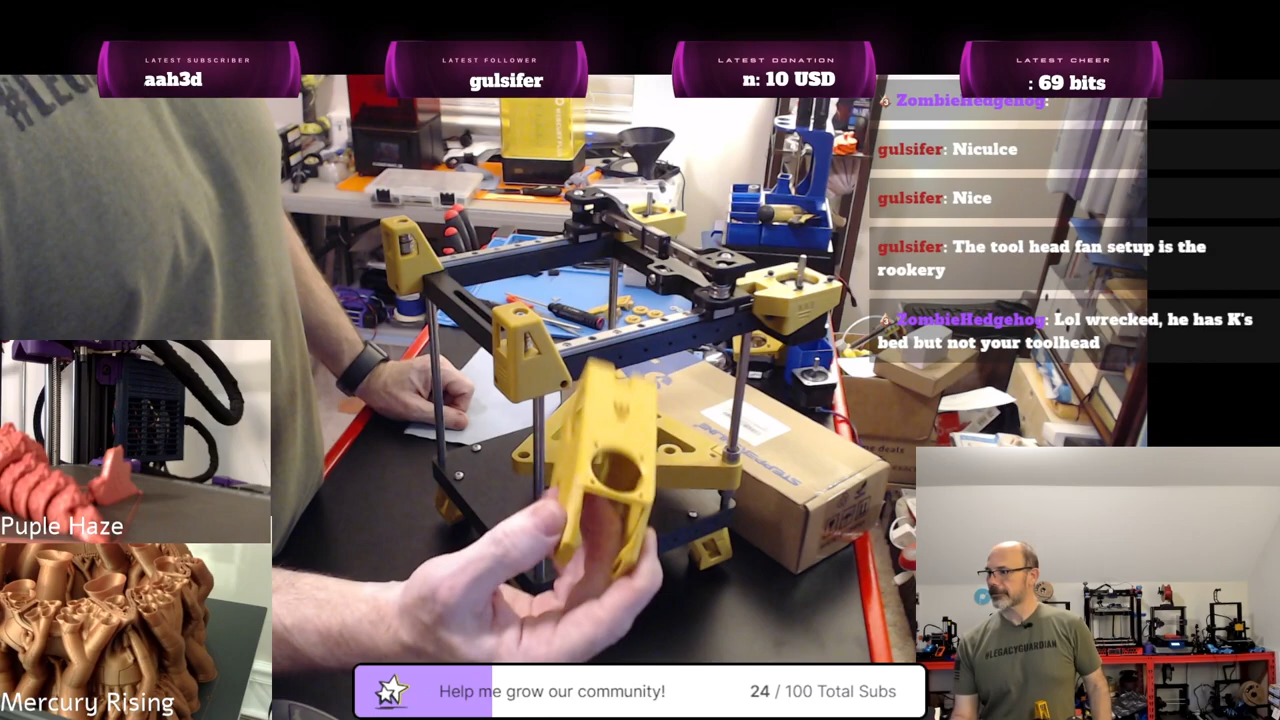 LATEST SUBSCRIBER
aah3d
LATEST FOLLOWER
gulsifer
LATEST DONATION
n: 10 USD
LATEST CHEER
: 69 bits
#LEG
ZombieHedgehog:
gulsifer: Niculce
gulsifer: Nice
gulsifer: The tool head fan setup is the
rookery
ZombieHedgehog: Lol wrecked, he has K's
bed but not your toolhead
Puple Haze
Mercury Rising
#LEGACYGUARDIAN
Help me grow our community!
24 / 100 Total Subs